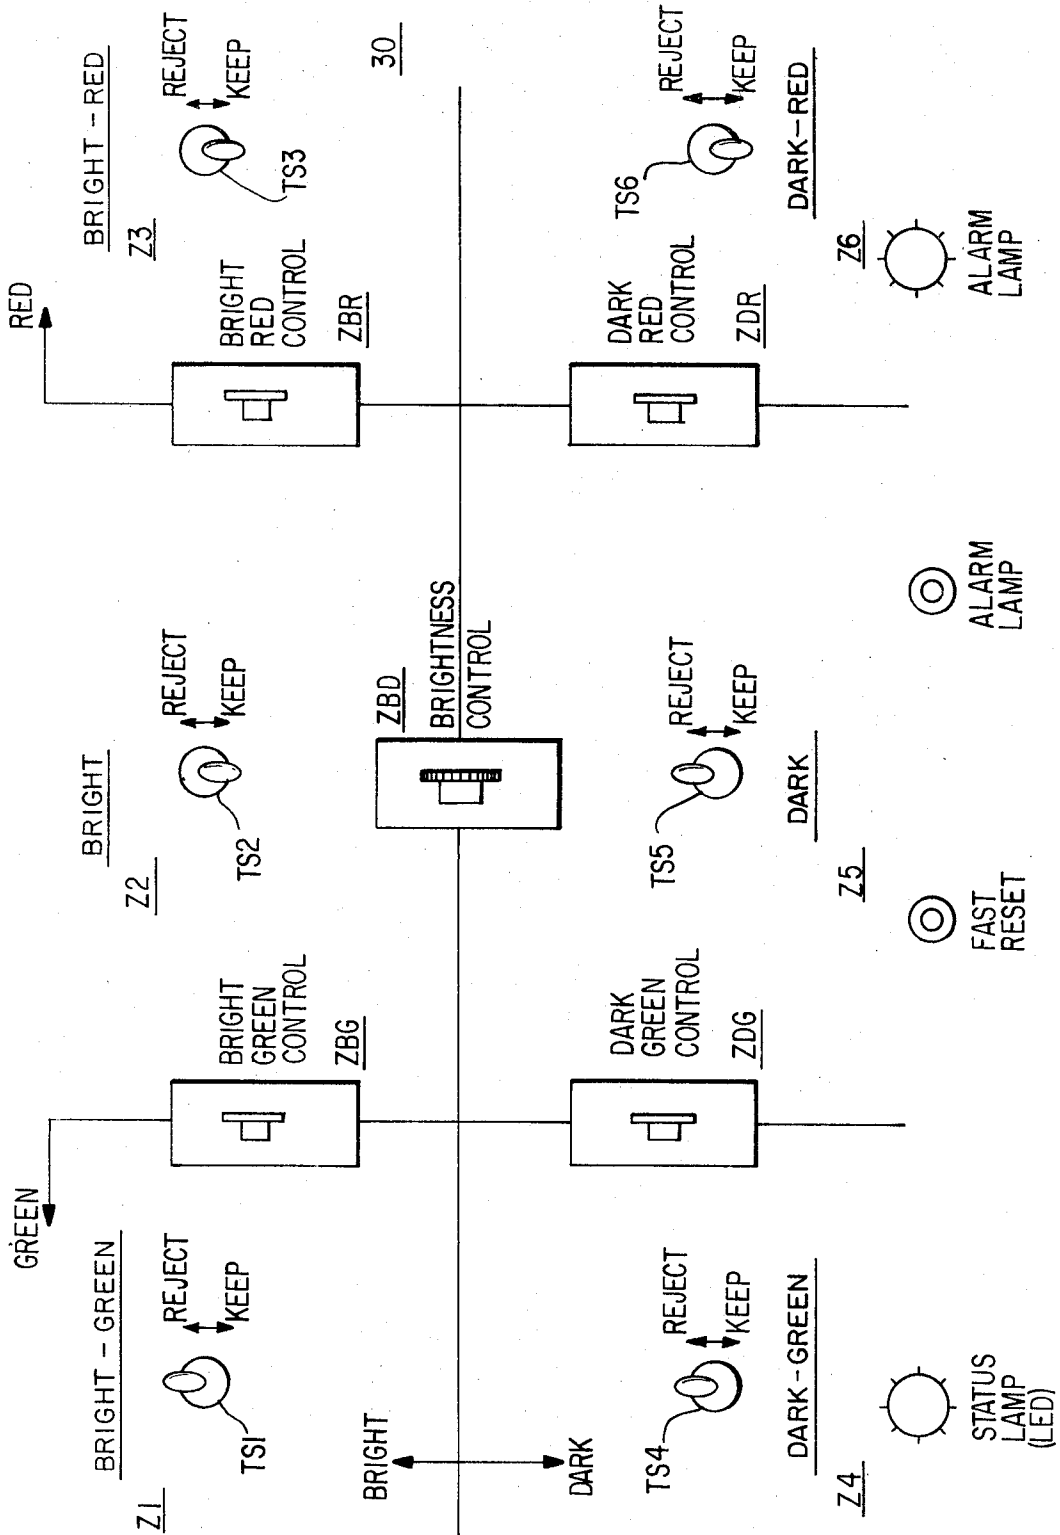 GREEN
RED
BRIGHT - GREEN
BRIGHT
BRIGHT - RED
Z1
Z2
Z3
REJECT
KEEP
TS1
REJECT
KEEP
TS2
REJECT
KEEP
TS3
BRIGHT
GREEN
CONTROL
ZBG
BRIGHT
RED
CONTROL
ZBR
30
BRIGHT
DARK
ZBD
BRIGHTNESS
CONTROL
TS4
REJECT
KEEP
DARK
GREEN
CONTROL
ZDG
TS5
REJECT
KEEP
DARK
RED
CONTROL
ZDR
TS6
REJECT
KEEP
DARK-GREEN
DARK
DARK-RED
Z4
Z5
Z6
STATUS
LAMP
(LED)
FAST
RESET
ALARM
LAMP
ALARM
LAMP